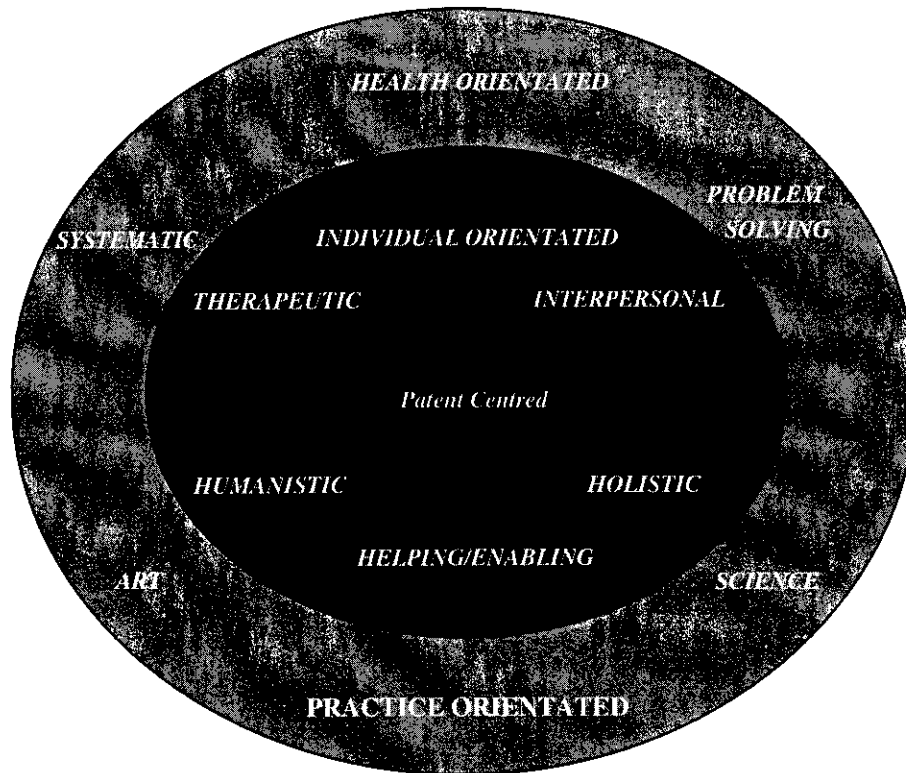 HEALTH ORIENTATED
PROBLEM
SOLVING
SYSTEMATIC
INDIVIDUAL ORIENTATED
THERAPEUTIC
INTERPERSONAL
Patent Centred
HUMANISTIC
HOLISTIC
HELPING/ENABLING
ART
SCIENCE
PRACTICE ORIENTATED